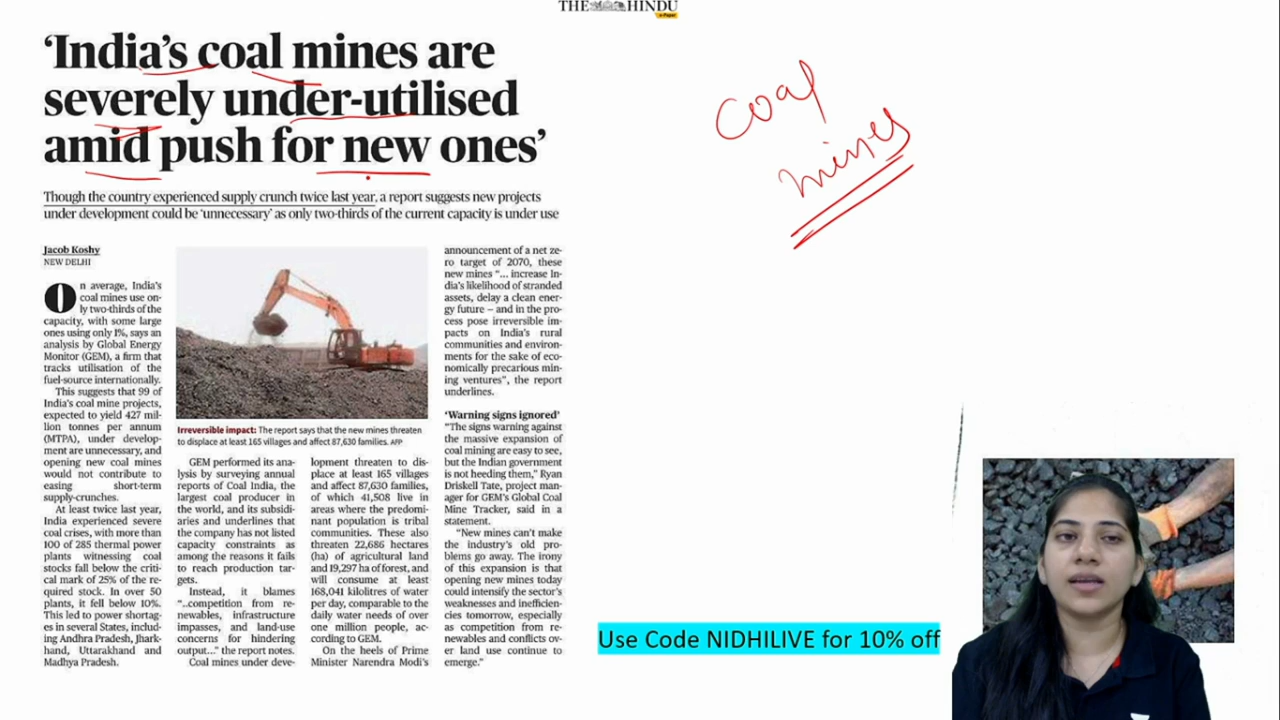 THE HINDU
e-Paper
‘India’s coal mines are
severely under-utilised
amid push for new ones’
Though the country experienced supply crunch twice last year, a report suggests new projects
under development could be ‘unnecessary’ as only two-thirds of the current capacity is under use
Jacob Koshy
NEW DELHI
On average, India’s
coal mines use on-
ly two-thirds of the
capacity, with some large
ones using only 1%, says an
analysis by Global Energy
Monitor (GEM), a firm that
tracks utilisation of the
fuel-source internationally.
This suggests that 99 of
India’s coal mine projects,
expected to yield 427 mil-
lion tonnes per annum
(MTPA), under develop-
ment are unnecessary, and
opening new coal mines
would not contribute to
easing short-term
supply-crunches.
At least twice last year,
India experienced severe
coal crises, with more than
100 of 285 thermal power
plants witnessing coal
stocks fall below the criti-
cal mark of 25% of the re-
quired stock. In over 50
plants, it fell below 10%.
This led to power shortag-
es in several States, includ-
ing Andhra Pradesh, Jhark-
hand, Uttarakhand and
Madhya Pradesh.
Irreversible impact: The report says that the new mines threaten
to displace at least 165 villages and affect 87,630 families. AFP
GEM performed its ana-
lysis by surveying annual
reports of Coal India, the
largest coal producer in
the world, and its subsidi-
aries and underlines that
the company has not listed
capacity constraints as
among the reasons it fails
to reach production tar-
gets.
Instead, it blames
“..competition from re-
newables, infrastructure
impasses, and land-use
concerns for hindering
output...” the report notes.
Coal mines under deve-
lopment threaten to dis-
place at least 165 villages
and affect 87,630 families,
of which 41,508 live in
areas where the predomi-
nant population is tribal
communities. These also
threaten 22,686 hectares
(ha) of agricultural land
and 19,297 ha of forest, and
will consume at least
168,041 kilolitres of water
per day, comparable to the
daily water needs of over
one million people, ac-
cording to GEM.
On the heels of Prime
Minister Narendra Modi’s
announcement of a net ze-
ro target of 2070, these
new mines “... increase In-
dia’s likelihood of stranded
assets, delay a clean ener-
gy future – and in the pro-
cess pose irreversible im-
pacts on India’s rural
communities and environ-
ments for the sake of eco-
nomically precarious min-
ing ventures”, the report
underlines.
‘Warning signs ignored’
“The signs warning against
the massive expansion of
coal mining are easy to see,
but the Indian government
is not heeding them,” Ryan
Driskell Tate, project man-
ager for GEM’s Global Coal
Mine Tracker, said in a
statement.
“New mines can’t make
the industry’s old pro-
blems go away. The irony
of this expansion is that
opening new mines today
could intensify the sector’s
weaknesses and inefficien-
cies tomorrow, especially
as competition from re-
newables and conflicts ov-
er land use continue to
emerge.”
Coal
mines
Use Code NIDHILIVE for 10% off